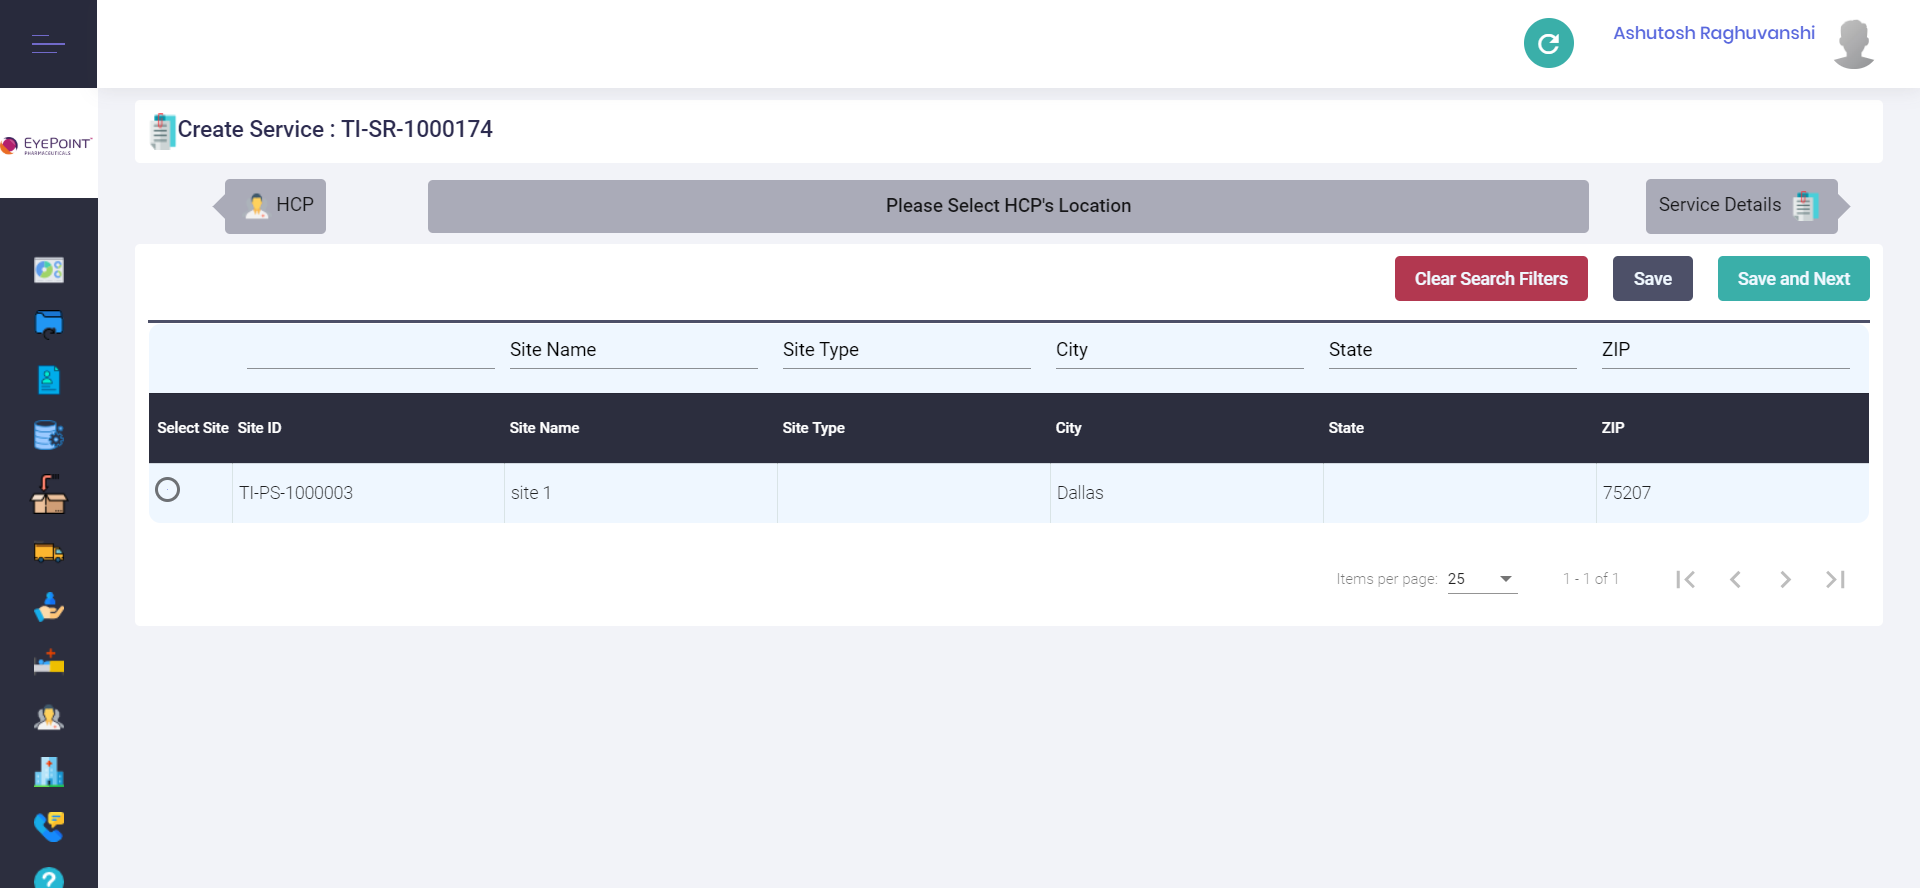 Ashutosh Raghuvanshi
EYEPOINT
PHARMACEUTICALS
Create Service : TI-SR-1000174
HCP
Please Select HCP's Location
Service Details
Clear Search Filters
Save
Save and Next
Site Name
Site Type
City
State
ZIP
Select Site Site ID Site Name Site Type City State ZIP
TI-PS-1000003 site 1 Dallas 75207
Items per page: 25 1 - 1 of 1
?